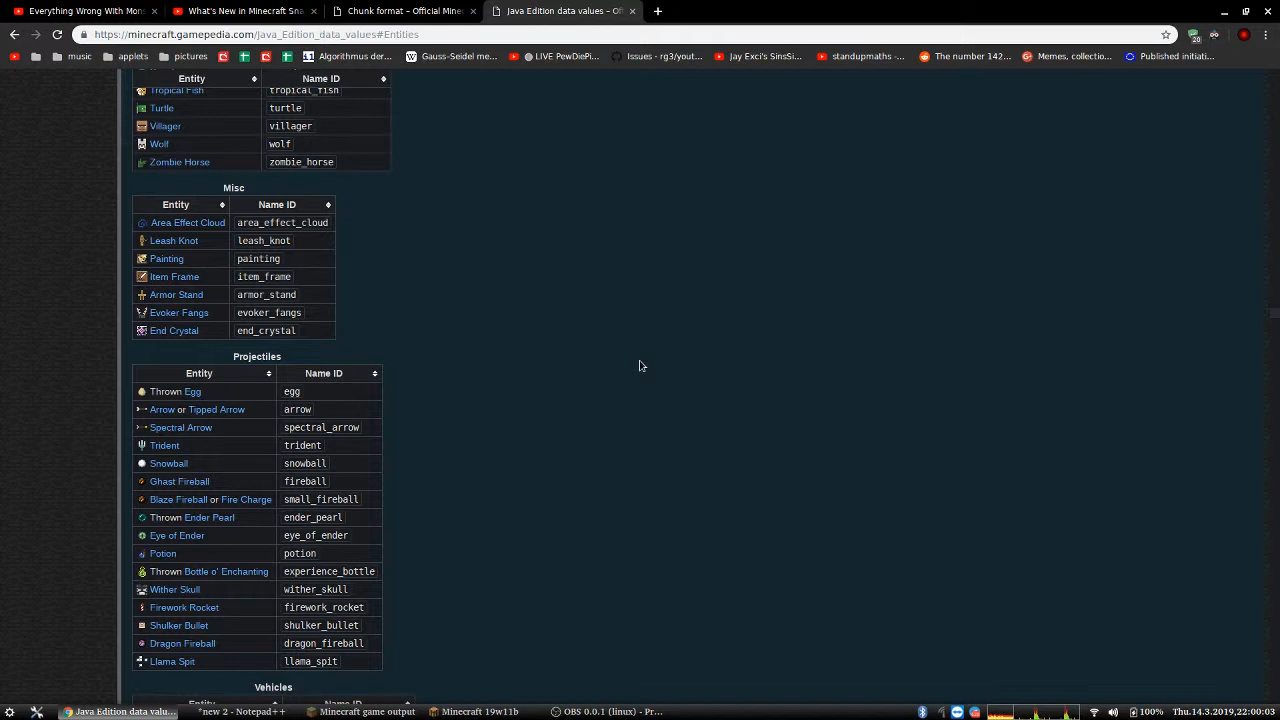 Everything Wrong With Mons
What's New in Minecraft Sna
Chunk format – Official Minec
Java Edition data values – Of
https://minecraft.gamepedia.com/Java_Edition_data_values#Entities
20
music
applets
pictures
Algorithmus der...
Gauss-Seidel me...
LIVE PewDiePi...
Issues · rg3/yout...
Jay Exci's SinsSi...
standupmaths - ...
The number 142...
Memes, collectio...
Published initiati...
Entity Name ID
Tropical Fish tropical_fish
Turtle turtle
Villager villager
Wolf wolf
Zombie Horse zombie_horse
Misc
Entity Name ID
Area Effect Cloud area_effect_cloud
Leash Knot leash_knot
Painting painting
Item Frame item_frame
Armor Stand armor_stand
Evoker Fangs evoker_fangs
End Crystal end_crystal
Projectiles
Entity Name ID
Thrown Egg egg
Arrow or Tipped Arrow arrow
Spectral Arrow spectral_arrow
Trident trident
Snowball snowball
Ghast Fireball fireball
Blaze Fireball or Fire Charge small_fireball
Thrown Ender Pearl ender_pearl
Eye of Ender eye_of_ender
Potion potion
Thrown Bottle o' Enchanting experience_bottle
Wither Skull wither_skull
Firework Rocket firework_rocket
Shulker Bullet shulker_bullet
Dragon Fireball dragon_fireball
Llama Spit llama_spit
Vehicles
Entity Name ID
Java Edition data valu...
*new 2 - Notepad++
Minecraft game output
Minecraft 19w11b
OBS 0.0.1 (linux) - Pr...
100%
Thu.14.3.2019, 22:00:03